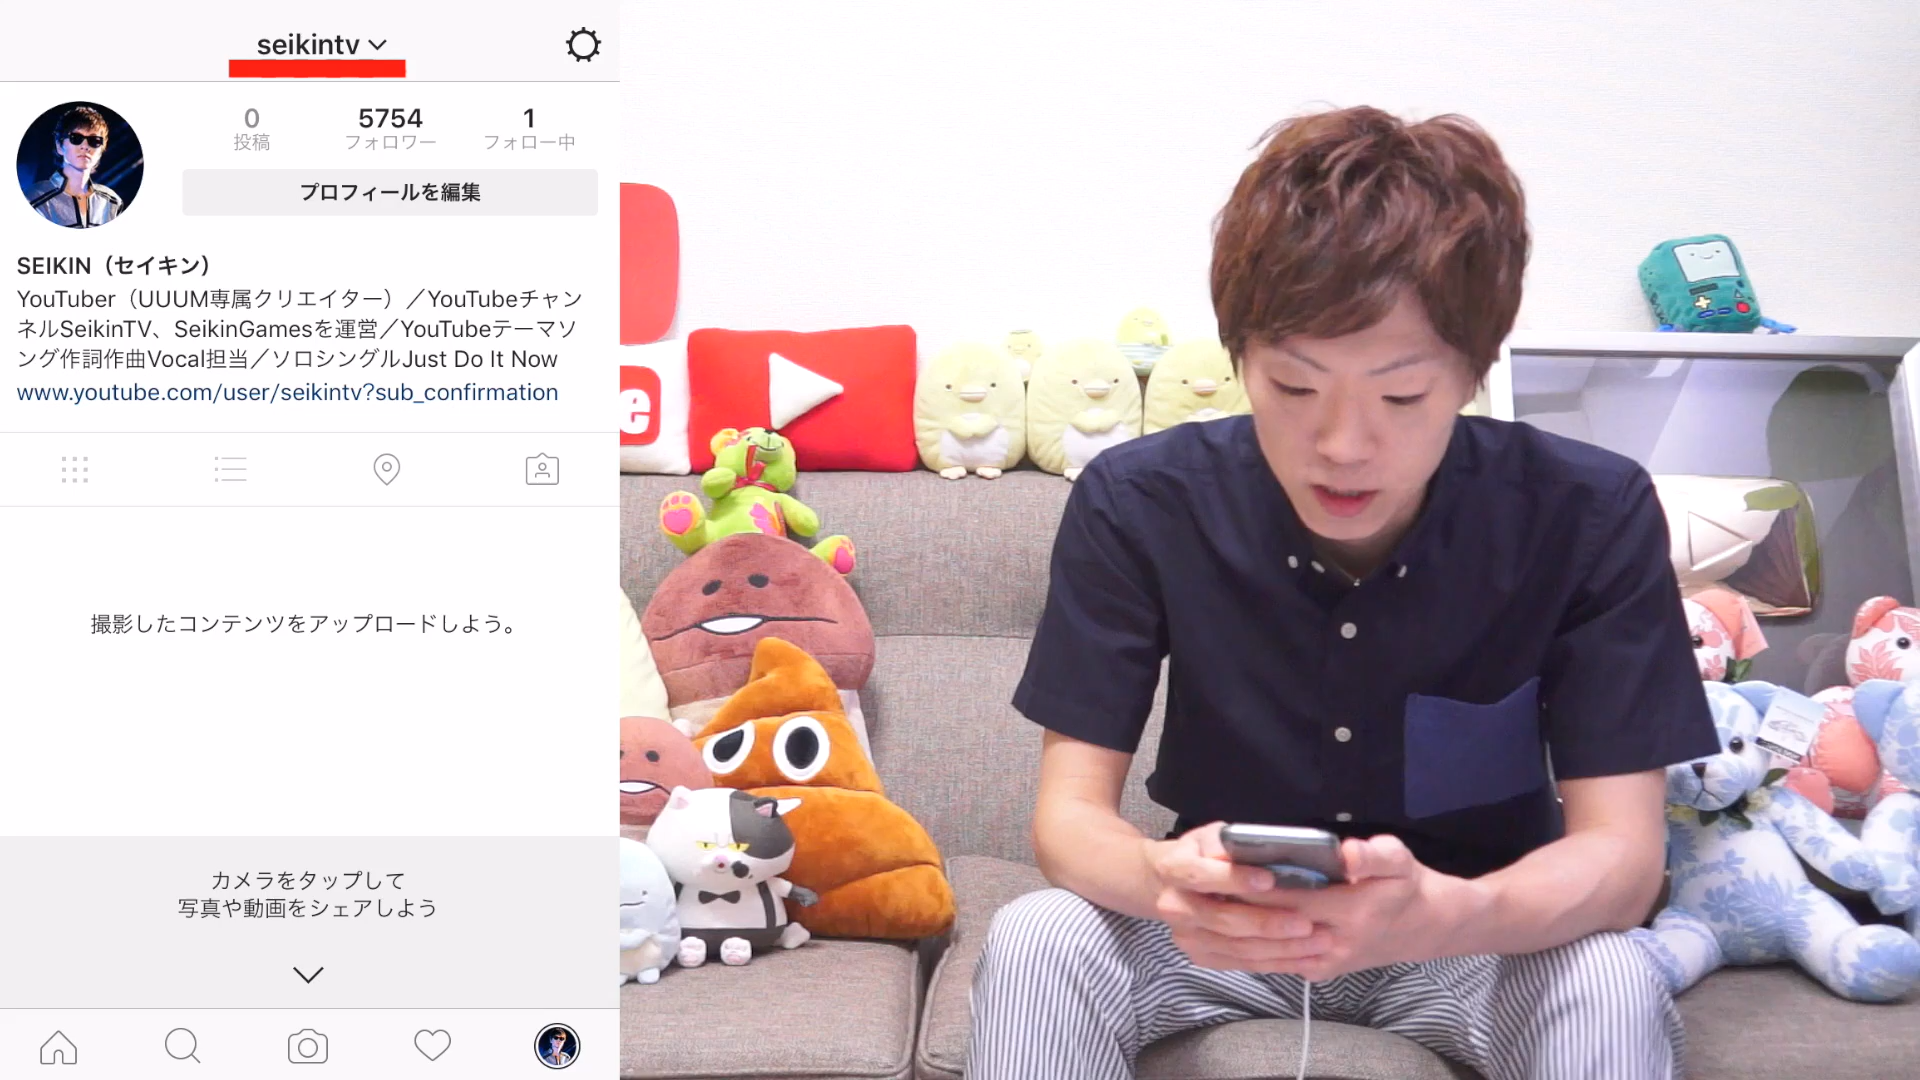 seikintv
0
5754
1
投稿
フォロワー
フォロー中
プロフィールを編集
SEIKIN（セイキン）
YouTuber（UUUM専属クリエイター）／YouTubeチャン
ネルSeikinTV、SeikinGamesを運営／YouTubeテーマソ
ング作詞作曲Vocal担当／ソロシングルJust Do It Now
www.youtube.com/user/seikintv?sub_confirmation
撮影したコンテンツをアップロードしよう。
カメラをタップして
写真や動画をシェアしよう
e